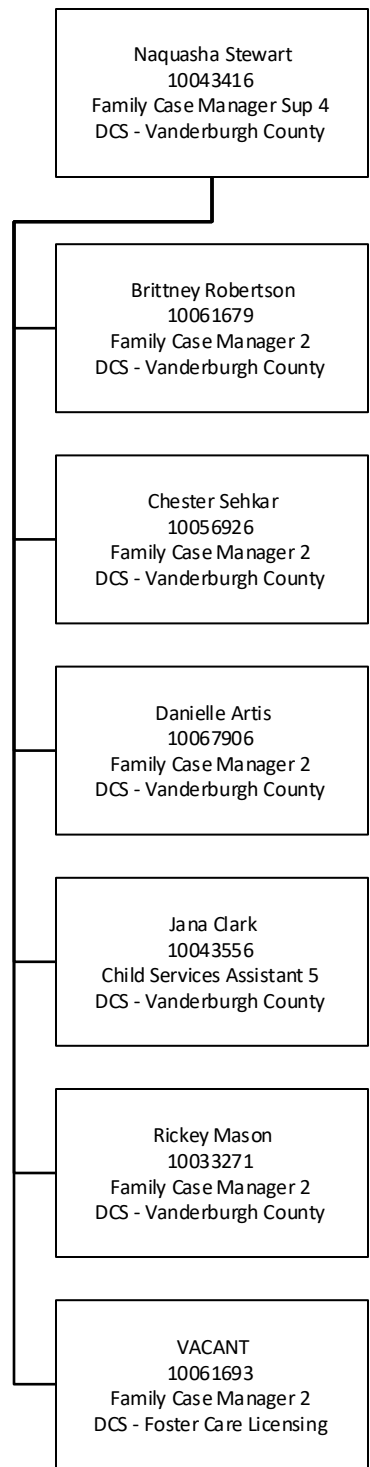 Naquasha Stewart
10043416
Family Case Manager Sup 4
DCS - Vanderburgh County
Brittney Robertson
10061679
Family Case Manager 2
DCS - Vanderburgh County
Chester Sehkar
10056926
Family Case Manager 2
DCS - Vanderburgh County
Danielle Artis
10067906
Family Case Manager 2
DCS - Vanderburgh County
Jana Clark
10043556
Child Services Assistant 5
DCS - Vanderburgh County
Rickey Mason
10033271
Family Case Manager 2
DCS - Vanderburgh County
VACANT
10061693
Family Case Manager 2
DCS - Foster Care Licensing